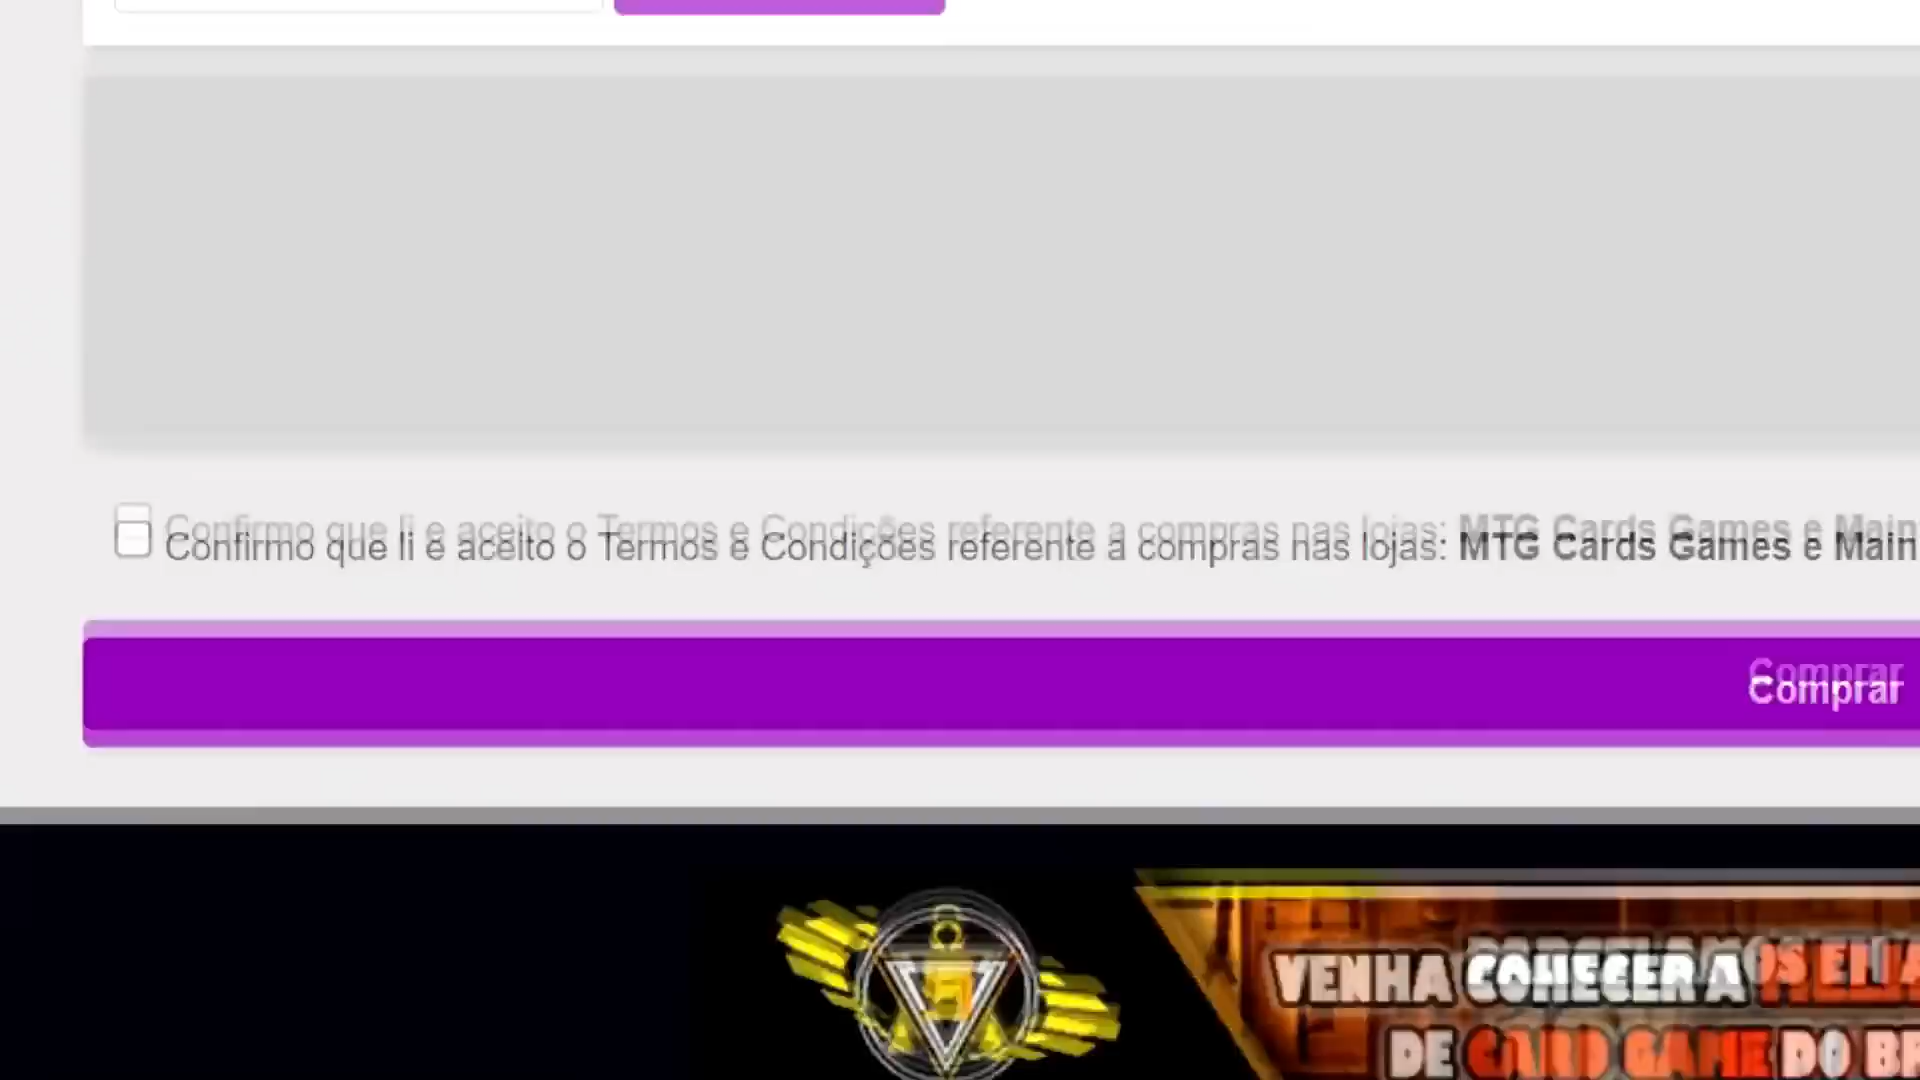 Confirmo que li e aceito o Termos e Condições referente a compras nas lojas: MTG Cards Games e Main
Comprar
VENHA CONHECER A
DE CARD GAME DO BR